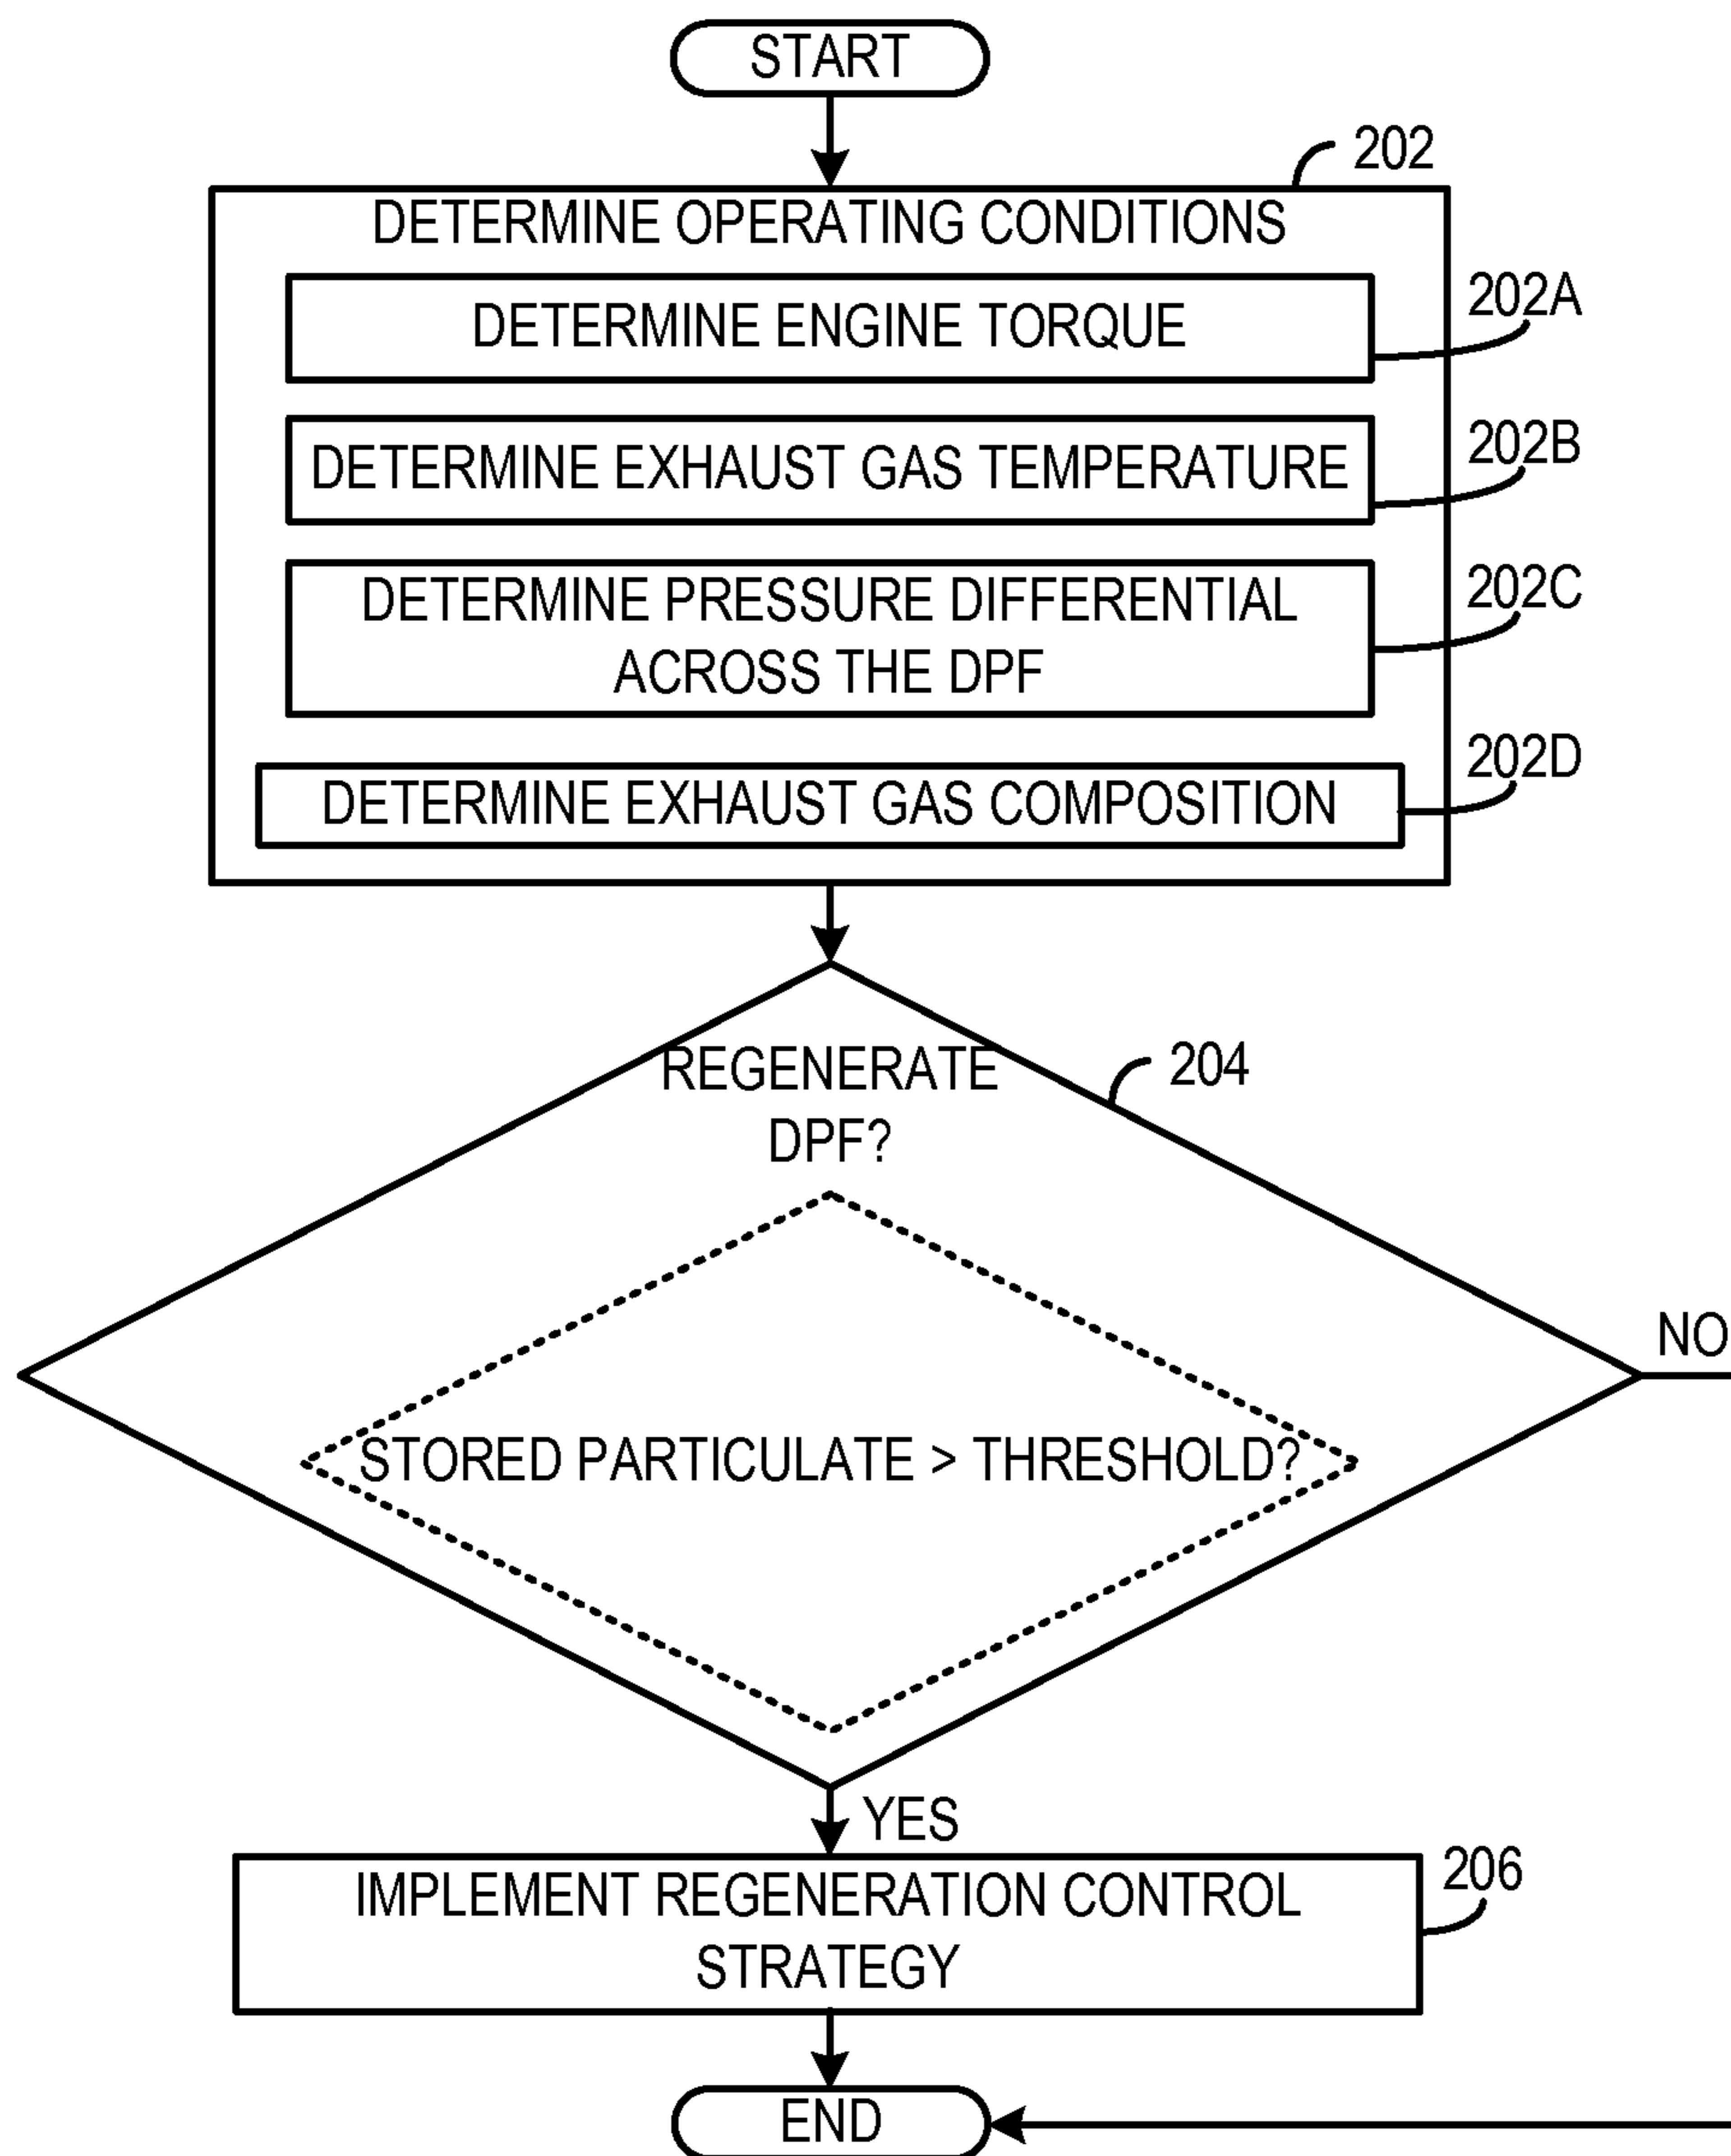 START
202
DETERMINE OPERATING CONDITIONS
202A
DETERMINE ENGINE TORQUE
202B
DETERMINE EXHAUST GAS TEMPERATURE
202C
DETERMINE PRESSURE DIFFERENTIAL
ACROSS THE DPF
202D
DETERMINE EXHAUST GAS COMPOSITION
REGENERATE
204
DPF?
NO
STORED PARTICULATE > THRESHOLD?
YES
IMPLEMENT REGENERATION CONTROL
STRATEGY
206
END